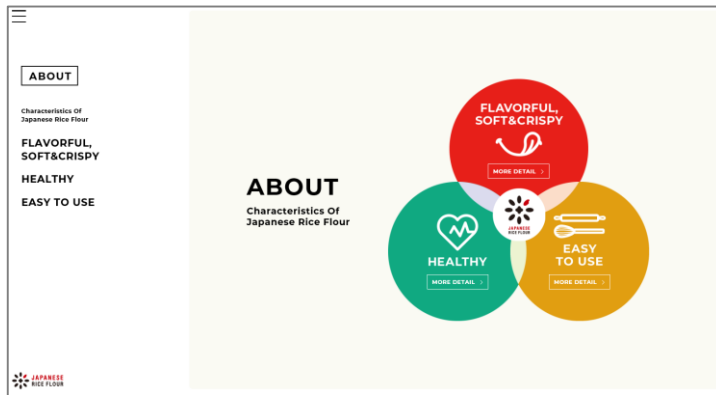 ABOUT
Characteristics Of
Japanese Rice Flour
FLAVORFUL,
SOFT&CRISPY
HEALTHY
EASY TO USE
JAPANESE
RICE FLOUR
ABOUT
Characteristics Of
Japanese Rice Flour
FLAVORFUL,
SOFT&CRISPY
MORE DETAIL
JAPANESE
RICE FLOUR
HEALTHY
MORE DETAIL
EASY
TO USE
MORE DETAIL